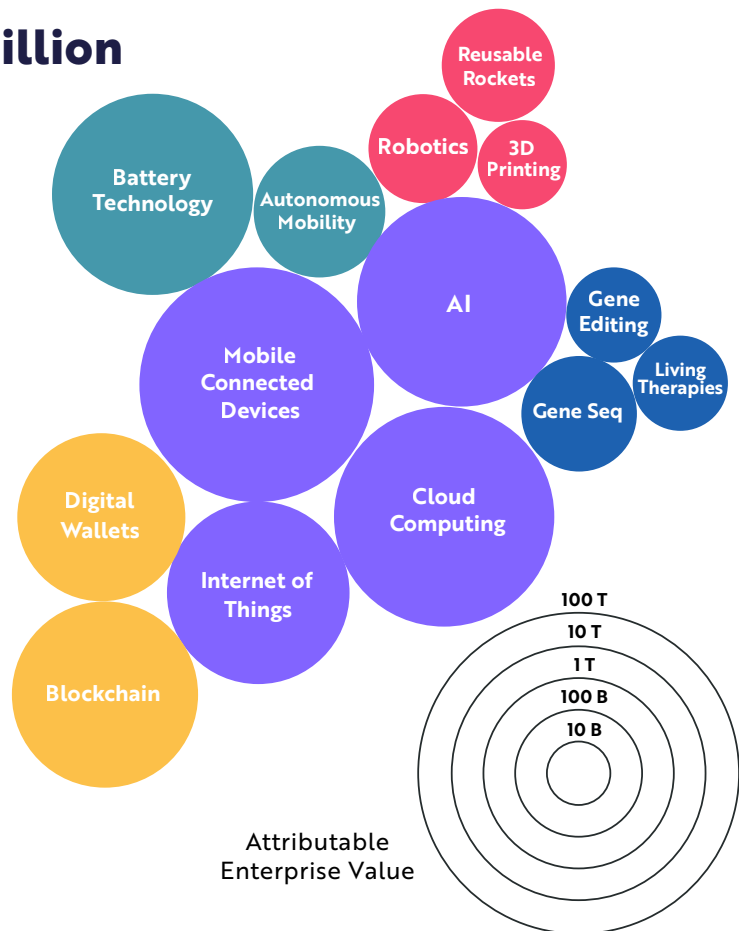 illion
Reusable
Rockets
Robotics
3D
Printing
Battery
Technology
Autonomous
Mobility
AI
Gene
Editing
Living
Therapies
Gene Seq
Mobile
Connected
Devices
Cloud
Computing
Digital
Wallets
Internet of
Things
Blockchain
100 T
10 T
1 T
100 B
10 B
Attributable
Enterprise Value